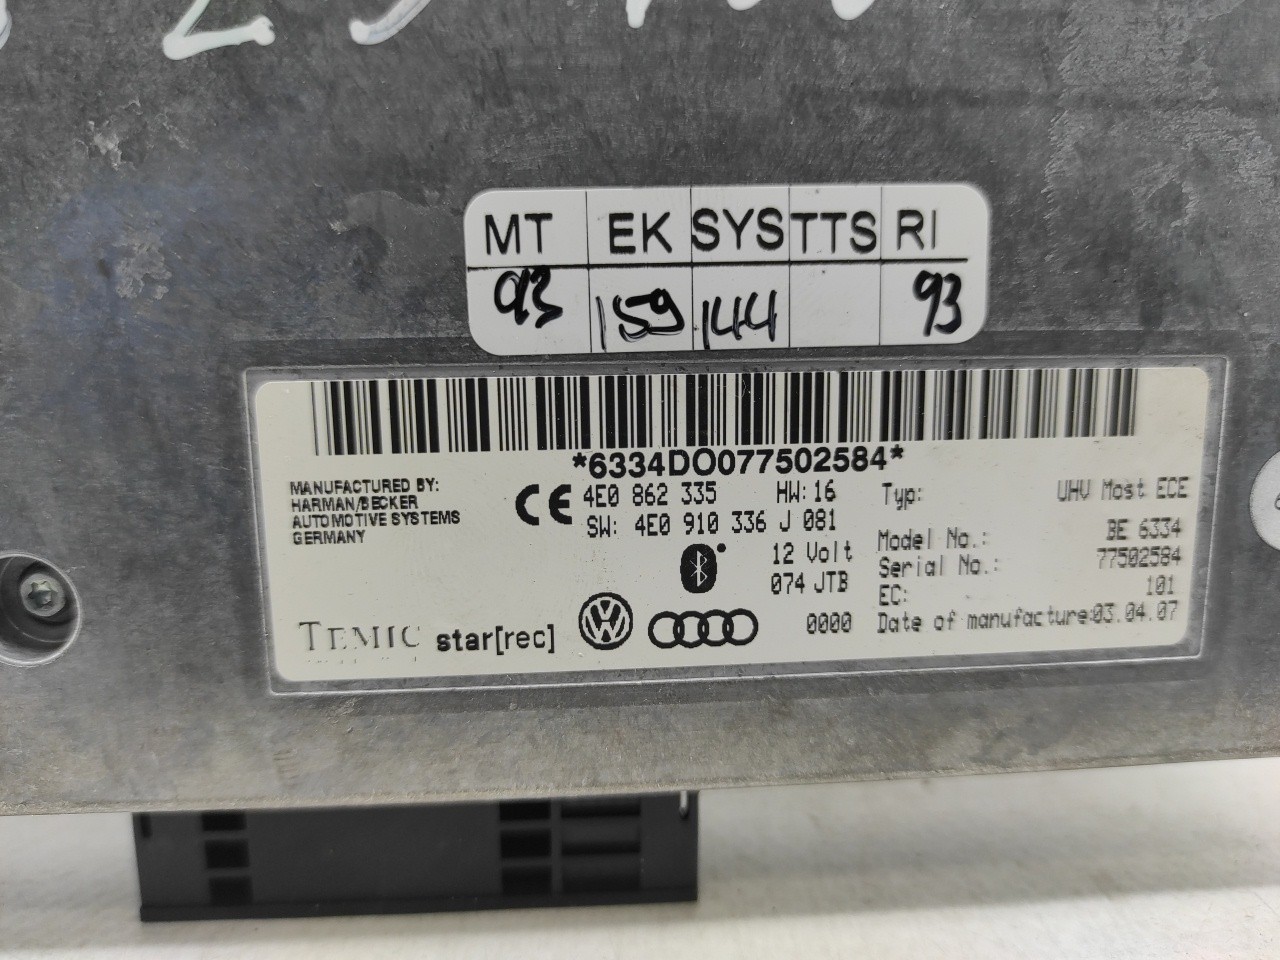 MT EK SYS TTS RI
93 159 144 93
*6334DO077502584*
MANUFACTURED BY:
HARMAN/BECKER
AUTOMOTIVE SYSTEMS
GERMANY
CE
4E0 862 335 HW: 16
SW: 4E0 910 336 J 081
12 Volt
074 JTB
0000
Typ: UHV Most ECE
Model No.: BE 6334
Serial No.: 77502584
EC: 101
Date of manufacture: 03.04.07
TEMIC star[rec]